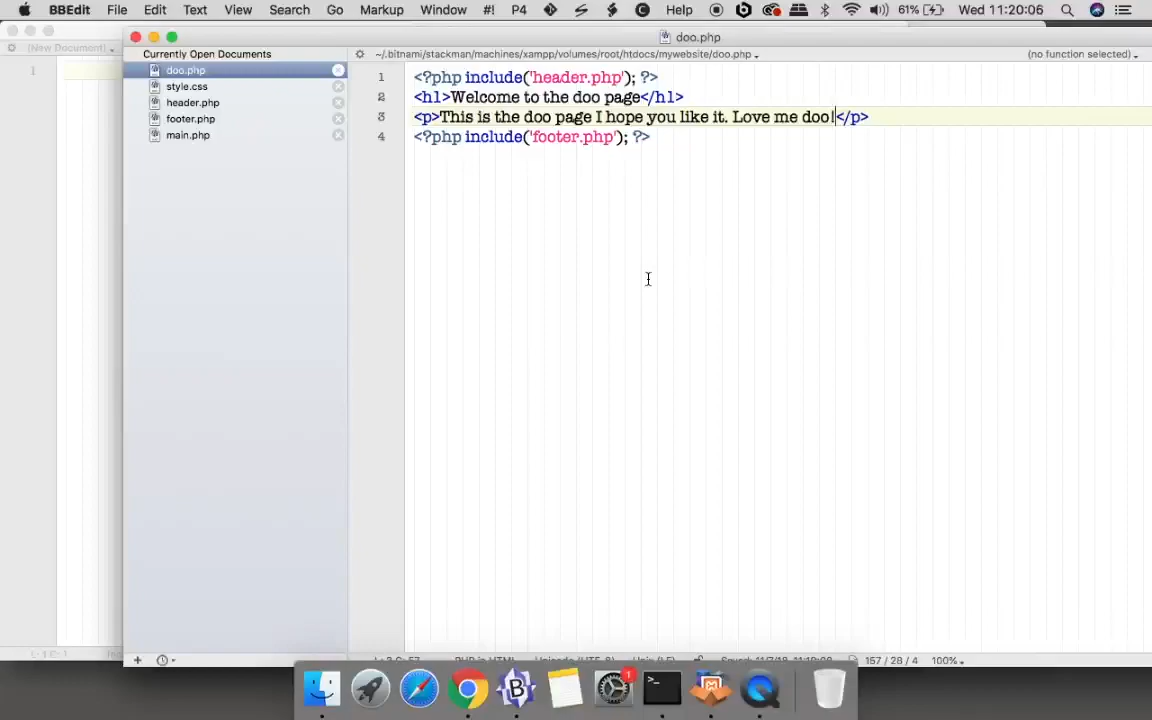 BBEdit File Edit Text View Search Go Markup Window #! P4 Help 61% Wed 11:20:06
doo.php
[New Document]
Currently Open Documents
~/.bitnami/stackman/machines/xampp/volumes/root/htdocs/mywebsite/doo.php
(no function selected)
doo.php
style.css
header.php
footer.php
main.php
1
1 <?php include('header.php'); ?>
2 <h1>Welcome to the doo page</h1>
3 <p>This is the doo page I hope you like it. Love me doo!</p>
4 <?php include('footer.php'); ?>
157 / 28 / 4 100%
1